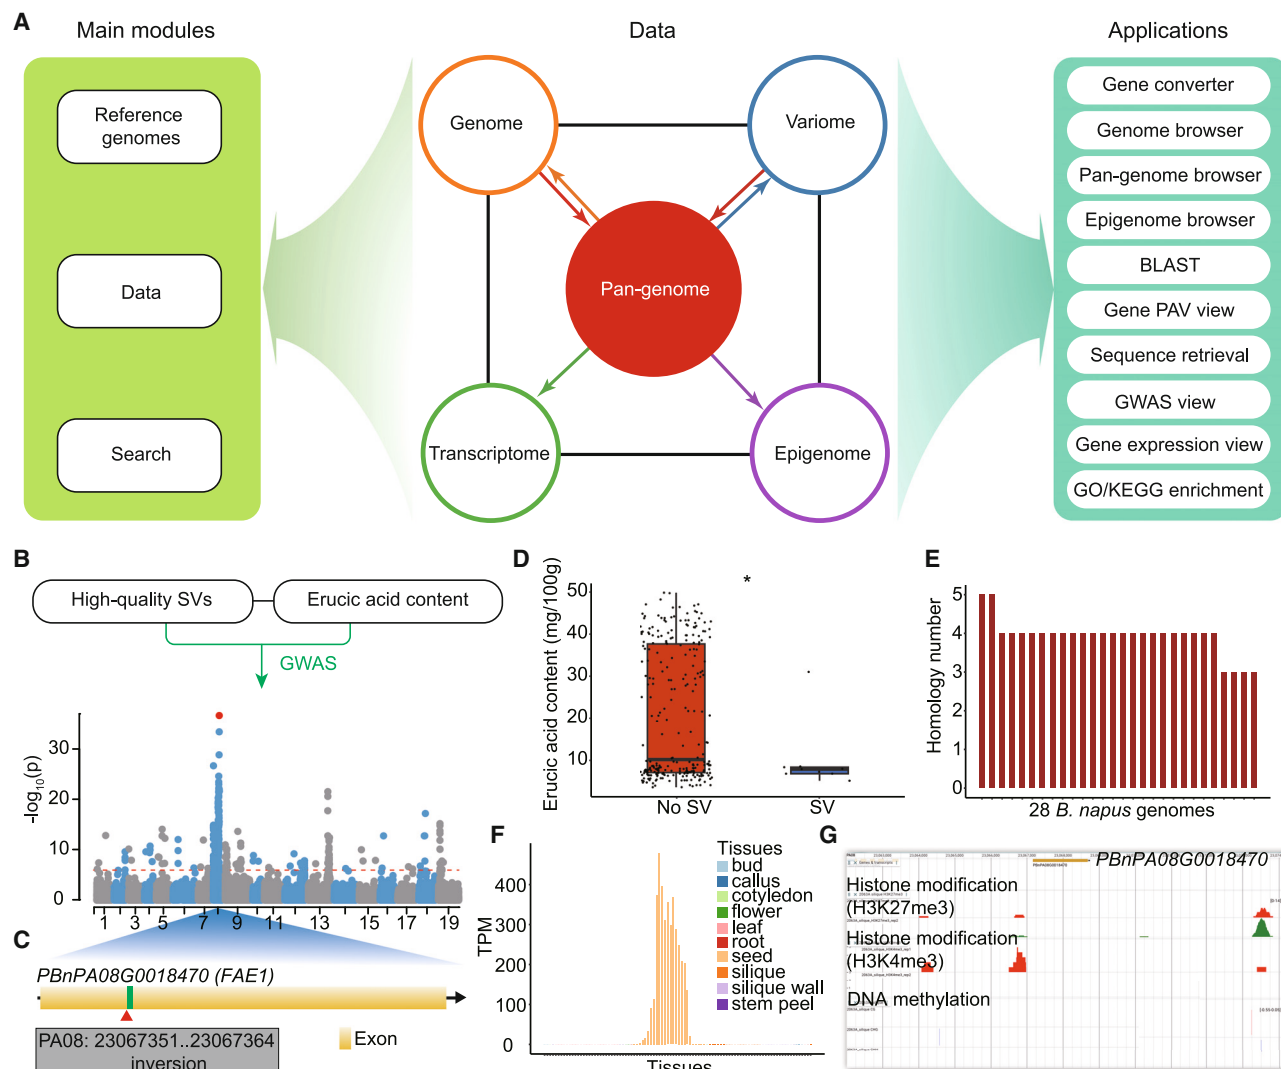 A
Main modules
Data
Applications
Reference
genomes
Data
Search
Genome
Variome
Pan-genome
Transcriptome
Epigenome
Gene converter
Genome browser
Pan-genome browser
Epigenome browser
BLAST
Gene PAV view
Sequence retrieval
GWAS view
Gene expression view
GO/KEGG enrichment
B
High-quality SVs
Erucic acid content
GWAS
-log10(p)
30
20
10
0
1 3 5 7 9 11 13 15 17 19
C
PBnPA08G0018470 (FAE1)
PA08: 23067351..23067364
inversion
Exon
D
Erucic acid content (mg/100g)
50
40
30
20
10
*
No SV
SV
E
Homology number
5
4
3
2
1
0
28 B. napus genomes
F
TPM
400
300
200
100
0
Tissues
Tissues
bud
callus
cotyledon
flower
leaf
root
seed
silique
silique wall
stem peel
G
PBnPA08G0018470
PBnPA08G0018470
Histone modification
(H3K27me3)
Histone modification
(H3K4me3)
DNA methylation